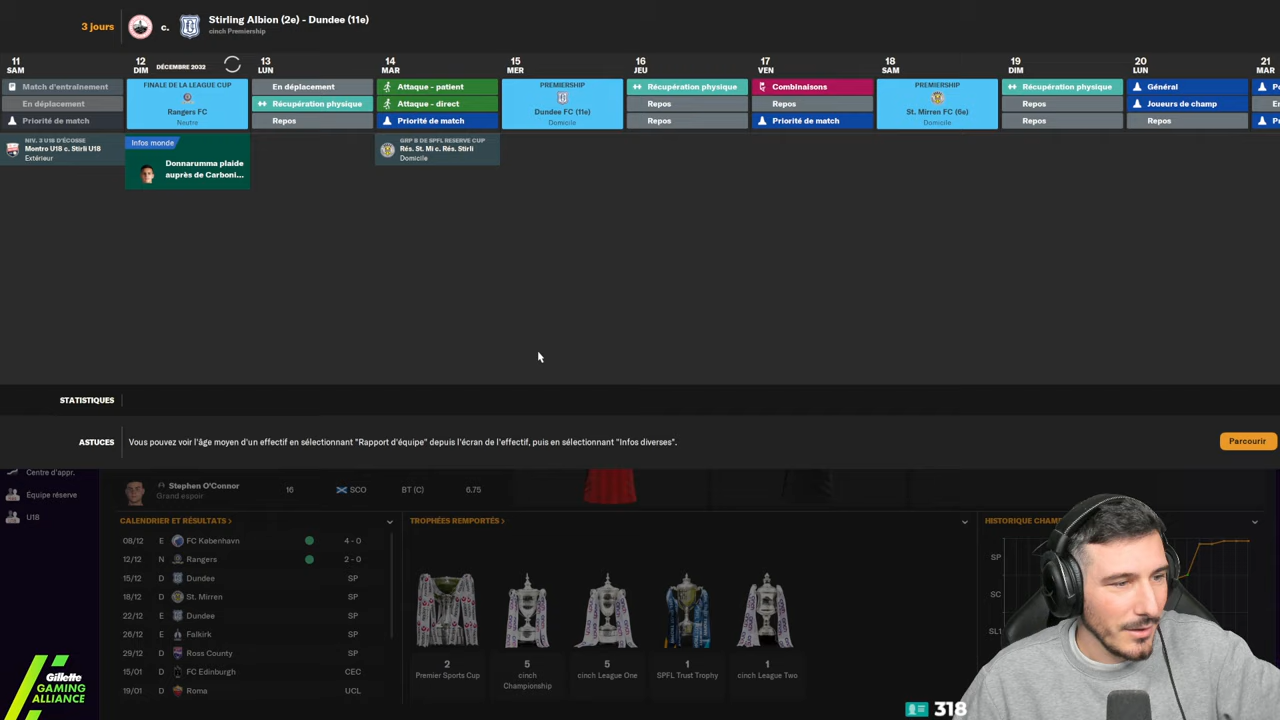 3 jours
c.
Stirling Albion (2e) - Dundee (11e)
cinch Premiership
11
SAM
12
DIM
DÉCEMBRE 2032
13
LUN
14
MAR
15
MER
16
JEU
17
VEN
18
SAM
19
DIM
20
LUN
21
MAR
Match d'entrainement
En déplacement
Priorité de match
FINALE DE LA LEAGUE CUP
Rangers FC
Neutre
En déplacement
Récupération physique
Repos
Attaque - patient
Attaque - direct
Priorité de match
PREMIERSHIP
Dundee FC (11e)
Domicile
Récupération physique
Repos
Repos
Combinaisons
Repos
Priorité de match
PREMIERSHIP
St. Mirren FC (6e)
Domicile
Récupération physique
Repos
Repos
Général
Joueurs de champ
Repos
NIV. 3 U18 D'ÉCOSSE
Montro U18 c. Stirli U18
Extérieur
Infos monde
Donnarumma plaide
auprès de Carboni...
GRP B DE SPFL RESERVE CUP
Rés. St. Mi c. Rés. Stirli
Domicile
STATISTIQUES
ASTUCES
Vous pouvez voir l'âge moyen d'un effectif en sélectionnant "Rapport d'équipe" depuis l'écran de l'effectif, puis en sélectionnant "Infos diverses".
Parcourir
Centre d'appr.
Équipe réserve
U18
Stephen O'Connor
Grand espoir
16
SCO
BT (C)
6.75
CALENDRIER ET RÉSULTATS >
08/12 E FC København 4 - 0
12/12 N Rangers 2 - 0
15/12 D Dundee SP
18/12 D St. Mirren SP
22/12 E Dundee SP
26/12 E Falkirk SP
29/12 D Ross County SP
15/01 D FC Edinburgh CEC
19/01 D Roma UCL
TROPHÉES REMPORTÉS >
2
Premier Sports Cup
5
cinch
Championship
5
cinch League One
1
SPFL Trust Trophy
1
cinch League Two
SP
SC
SL1
Gillette
GAMING
ALLIANCE
318